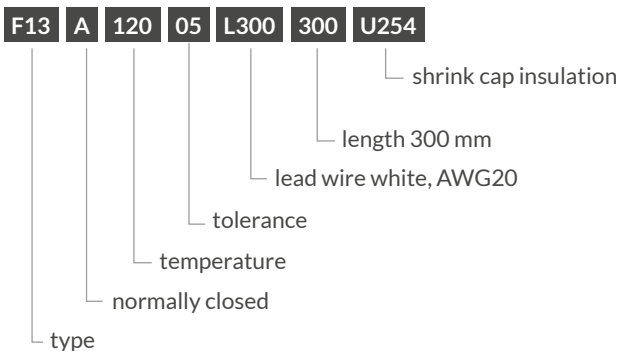 F13 A 120 05 L300 300 U254
shrink cap insulation
length 300 mm
lead wire white, AWG20
tolerance
temperature
normally closed
type